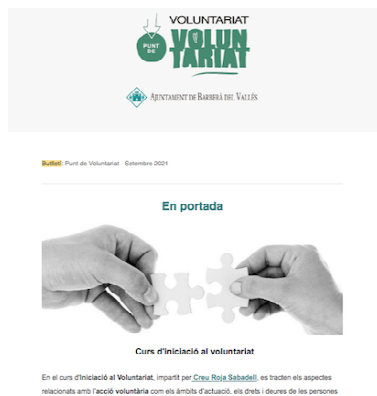 VOLUNTARIAT
PUNT
DE
VOLUN
TARIAT
AJUNTAMENT DE BARBERÀ DEL VALLÈS
Butlletí: Punt de Voluntariat - Setembre 2021
En portada
Curs d'iniciació al voluntariat
En el curs d'Iniciació al Voluntariat, impartit per Creu Roja Sabadell, es tracten els aspectes
relacionats amb l'acció voluntària com els àmbits d'actuació, els drets i deures de les persones